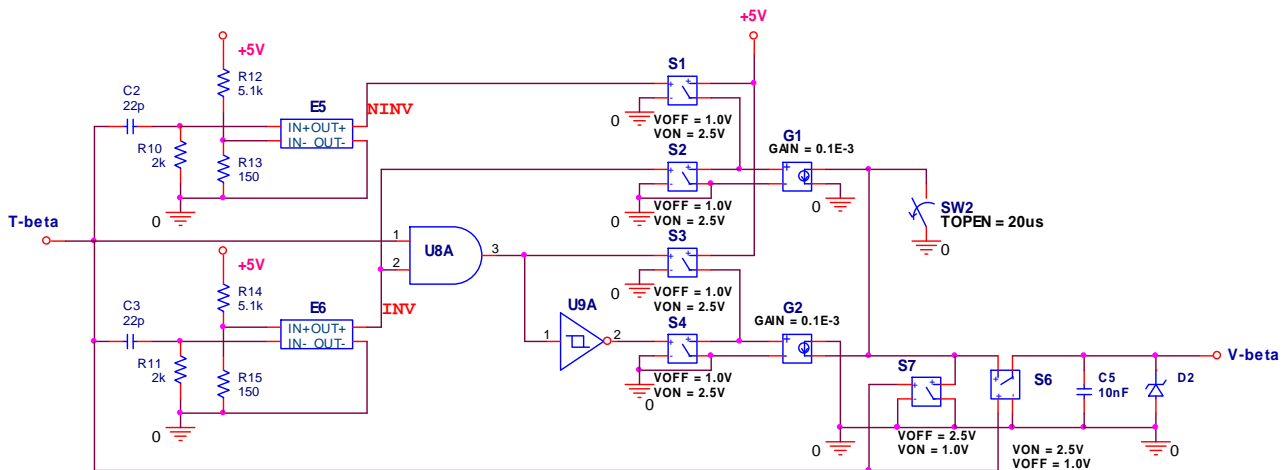 +5V
+5V
S1
R12
5.1k
C2
22p
E5
NINV
IN+ OUT+
IN- OUT-
0
VOFF = 1.0V
VON = 2.5V
R10
2k
R13
150
S2
G1
GAIN = 0.1E-3
0
0
VOFF = 1.0V
VON = 2.5V
0
SW2
TOPEN = 20us
0
T-beta
1
2
U8A
3
S3
0
VOFF = 1.0V
VON = 2.5V
+5V
R14
5.1k
C3
22p
E6
INV
IN+ OUT+
IN- OUT-
U9A
1
2
S4
G2
GAIN = 0.1E-3
V-beta
R11
2k
R15
150
0
VOFF = 1.0V
VON = 2.5V
S7
S6
C5
10nF
D2
0
0
VOFF = 2.5V
VON = 1.0V
VON = 2.5V
VOFF = 1.0V
0